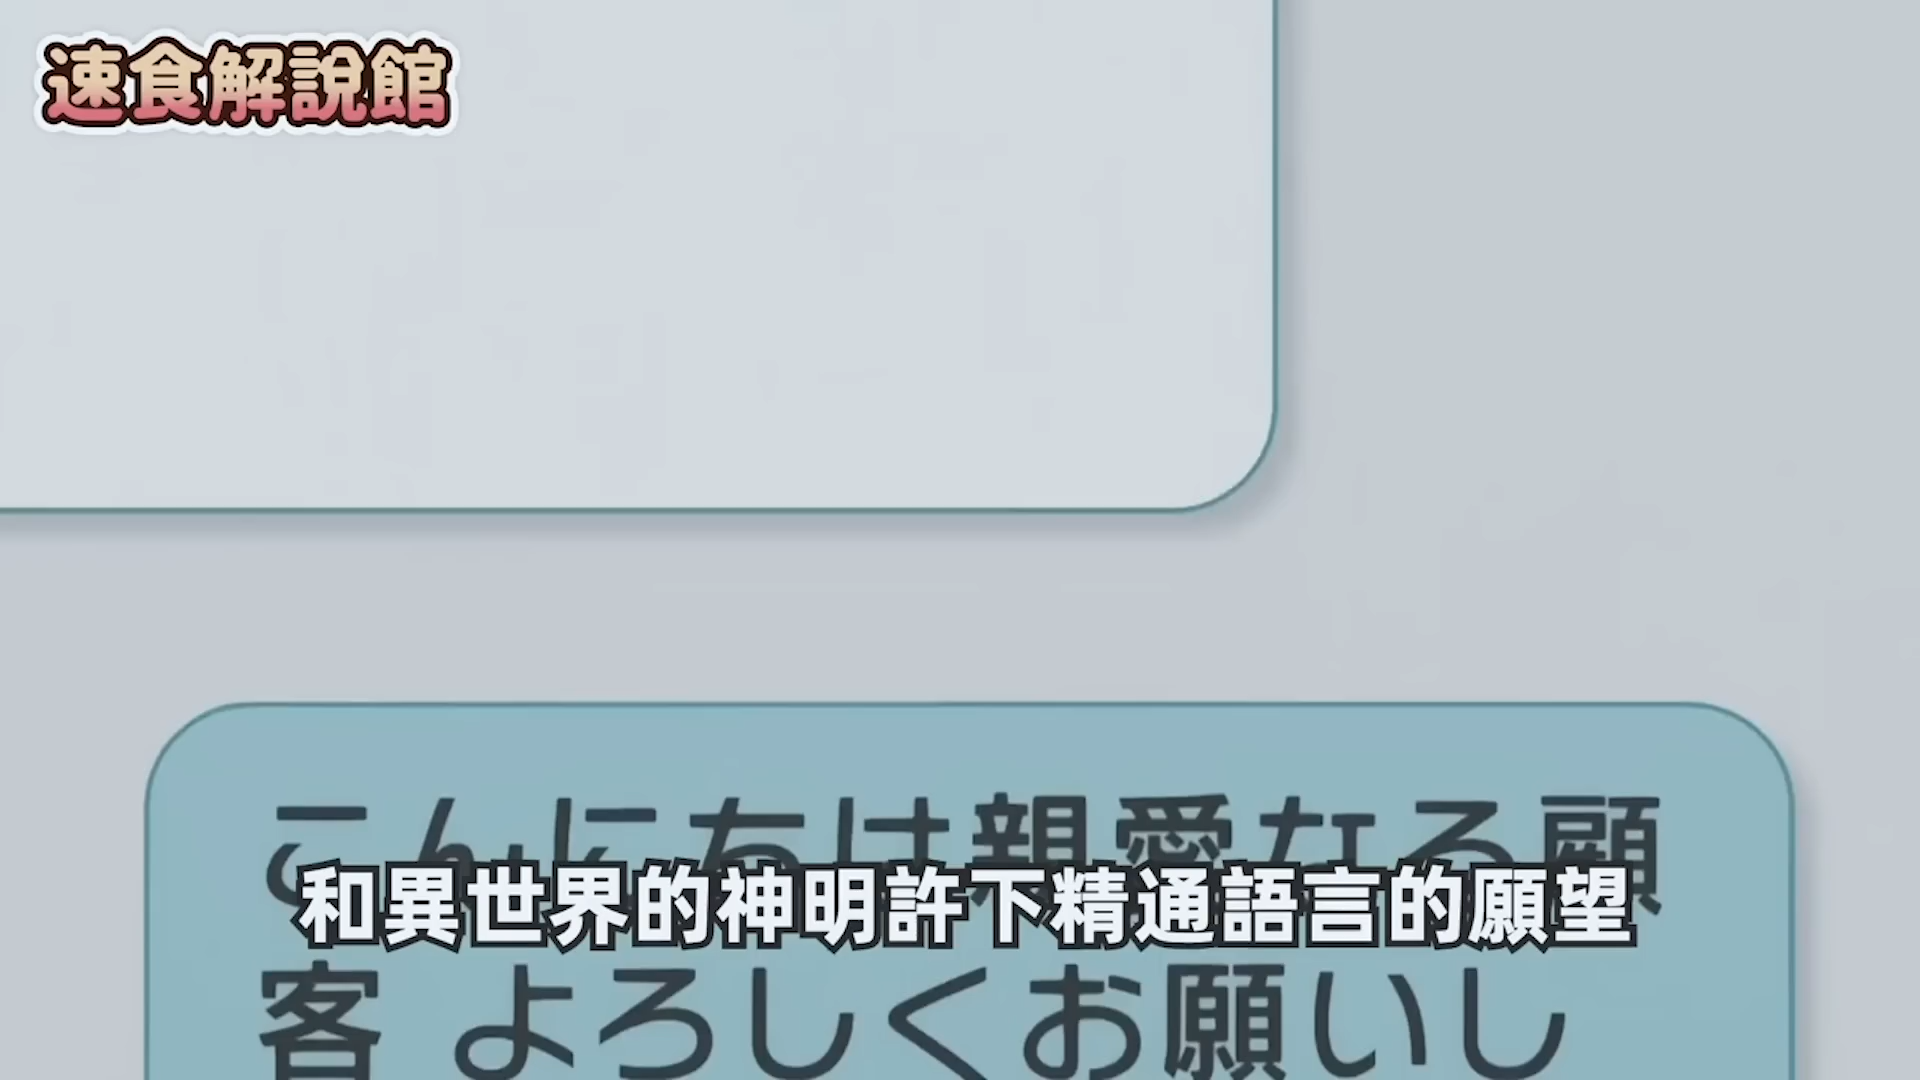 速食解說館
こんにちは親愛なる顧
和異世界的神明許下精通語言的願望
客 よろしくお願いし